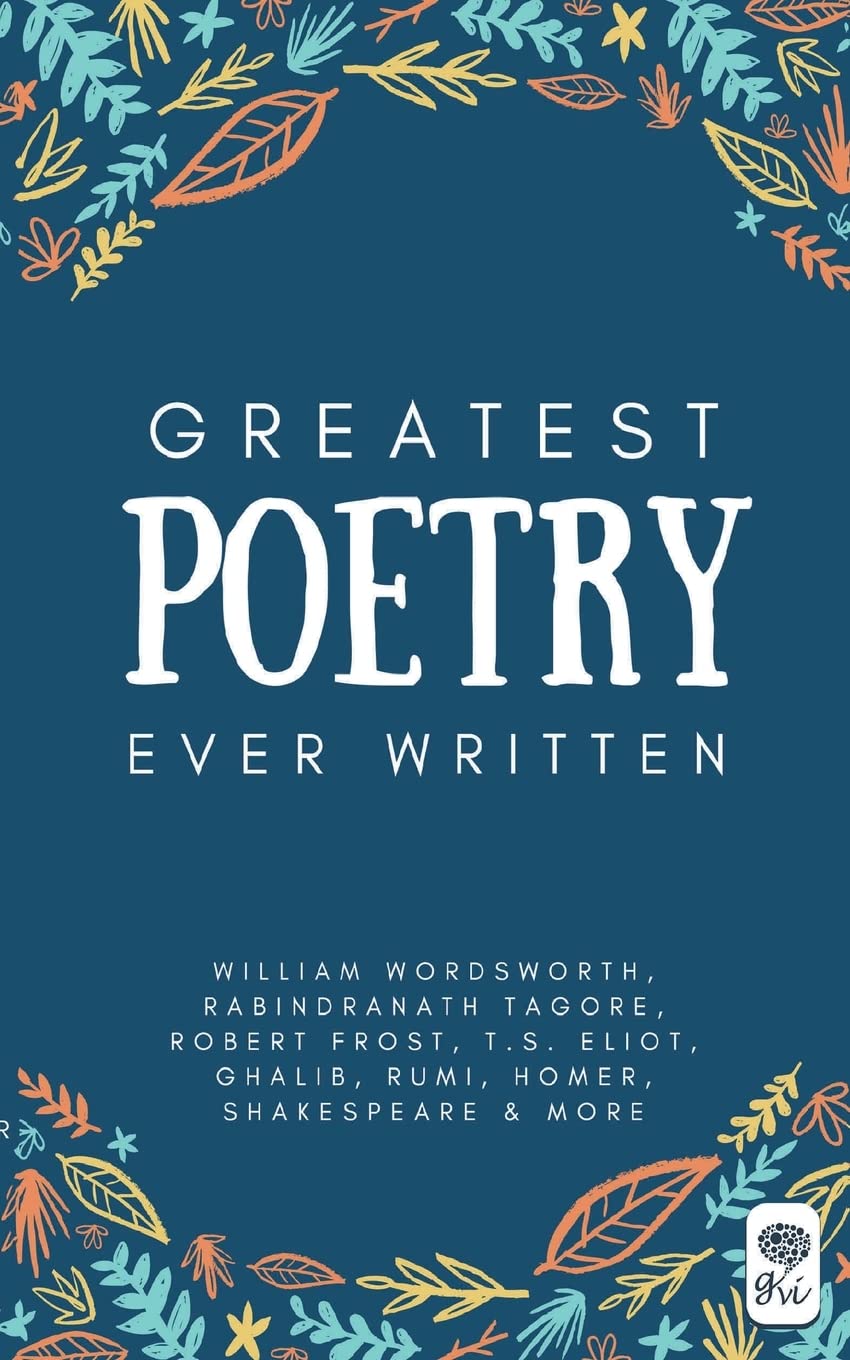 GREATEST
POETRY
EVER WRITTEN
WILLIAM WORDSWORTH,
RABINDRANATH TAGORE,
ROBERT FROST, T.S. ELIOT,
GHALIB, RUMI, HOMER,
SHAKESPEARE & MORE
R
gvi